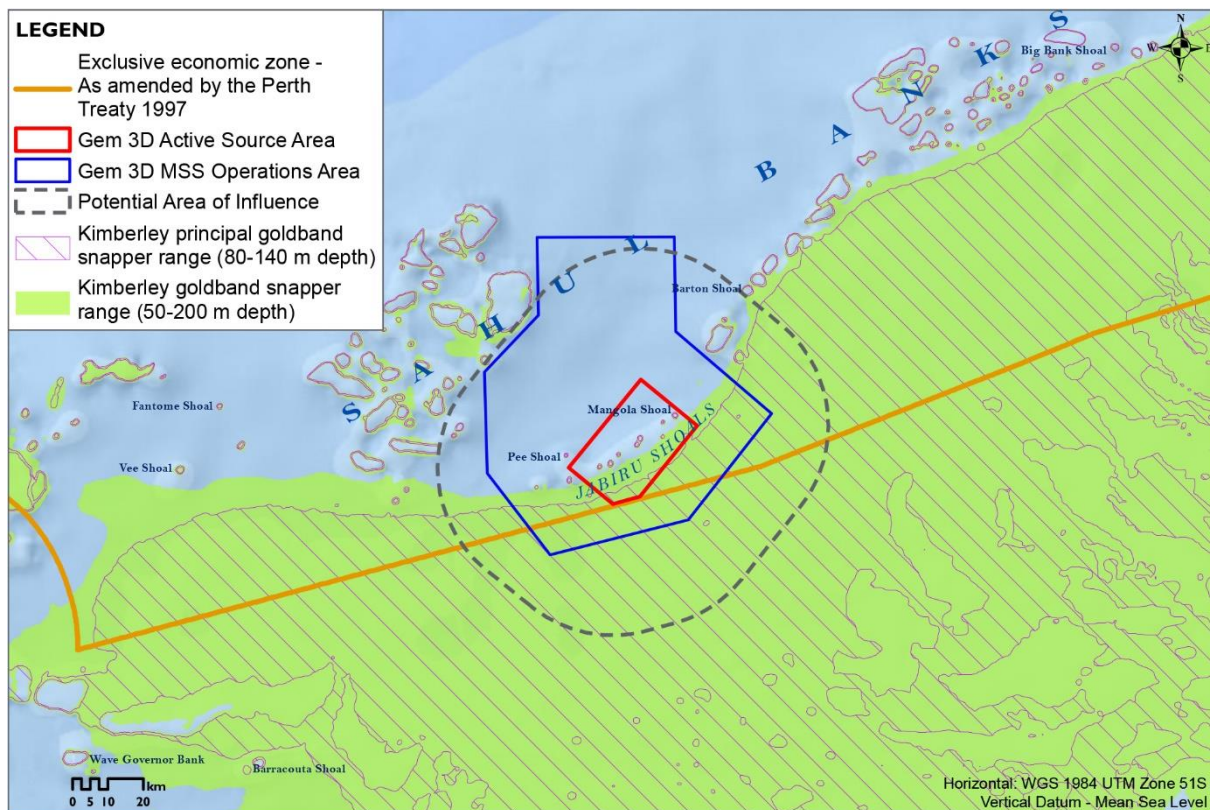 LEGEND
Exclusive economic zone -
As amended by the Perth
Treaty 1997
Gem 3D Active Source Area
Gem 3D MSS Operations Area
Potential Area of Influence
Kimberley principal goldband
snapper range (80-140 m depth)
Kimberley goldband snapper
range (50-200 m depth)
N
W E
S
Big Bank Shoal
SAHUL BANKS
Barton Shoal
Fantome Shoal
Mangola Shoal
Vee Shoal
Pee Shoal
JABIRU SHOALS
Wave Governor Bank
Barracouta Shoal
km
0 5 10 20
Horizontal: WGS 1984 UTM Zone 51S
Vertical Datum - Mean Sea Level